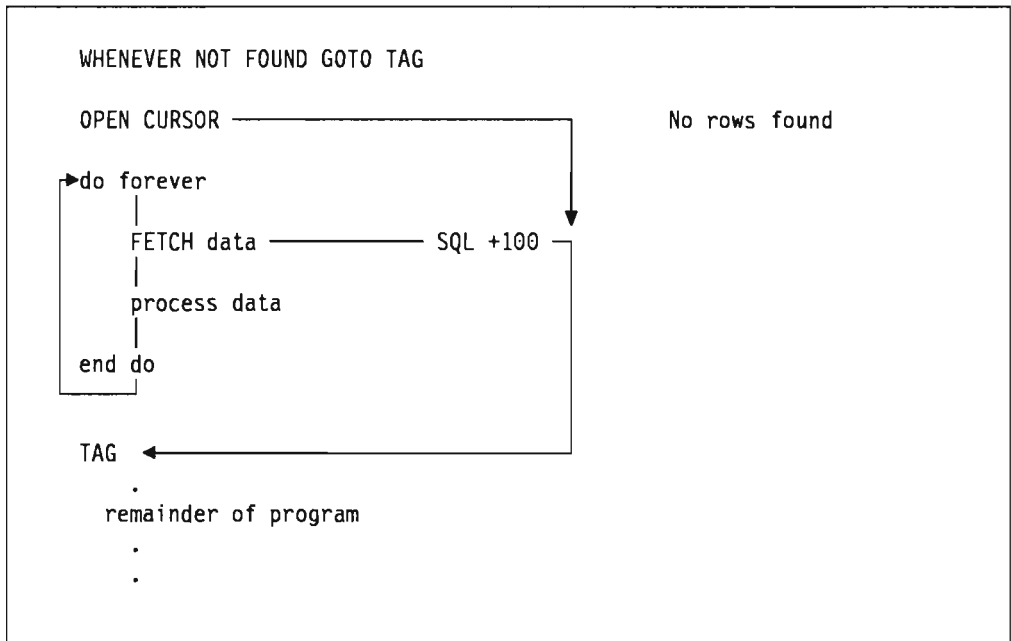 WHENEVER NOT FOUND GOTO TAG
OPEN CURSOR No rows found
do forever
FETCH data SQL +100
process data
end do
TAG
.
remainder of program
.
.